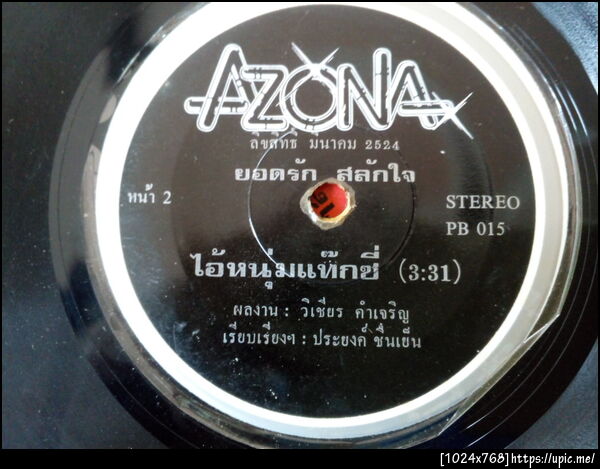 AZONA
ลิขสิทธิ์ มีนาคม 2524
ยอดรัก สลักใจ
หน้า 2
STEREO
PB 015
ไอ้หนุ่มแท๊กซี่ (3:31)
ผลงาน : วิเชียร คำเจริญ
เรียบเรียงฯ : ประยงค์ ชื่นเย็น
[1024x768]https://upic.me/